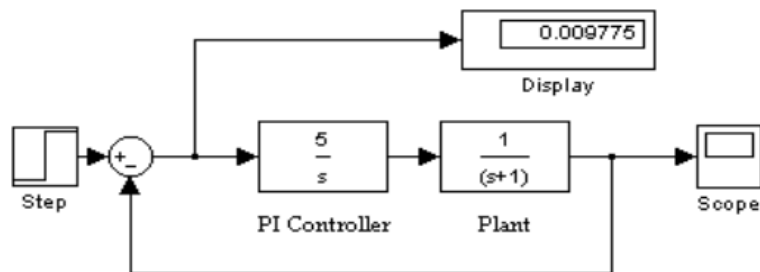 0.009775
Display
+
−
5
s
1
(s+1)
Step
PI Controller
Plant
Scope